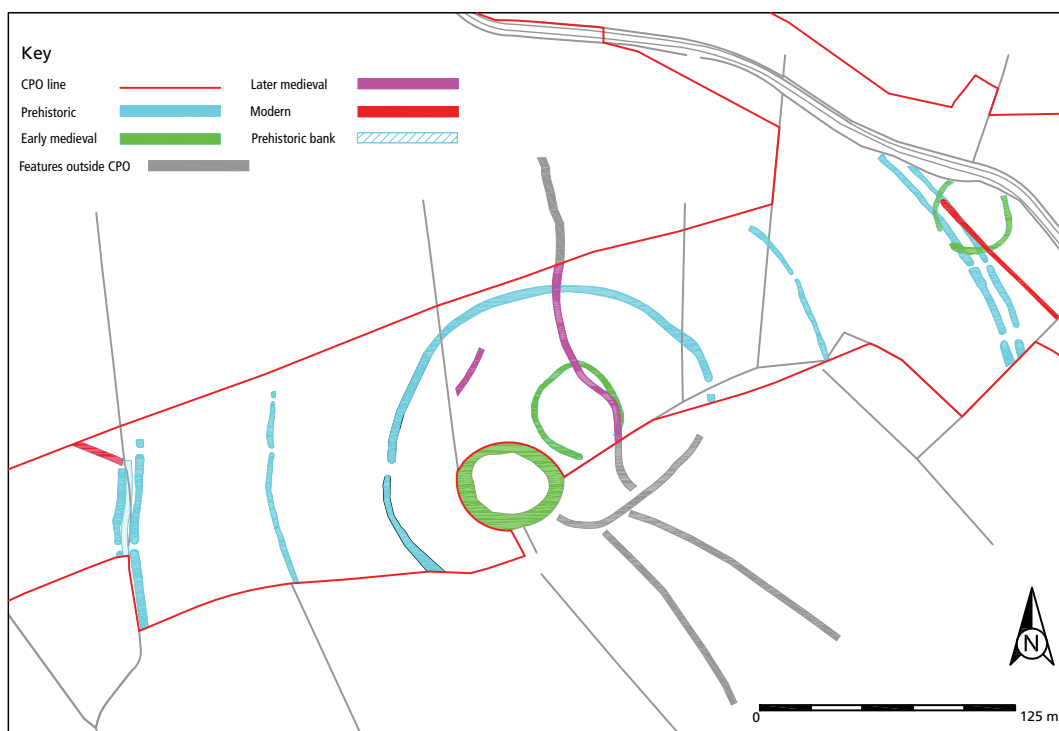 Key
CPO line
Prehistoric
Early medieval
Features outside CPO
Later medieval
Modern
Prehistoric bank
N
0 125 m